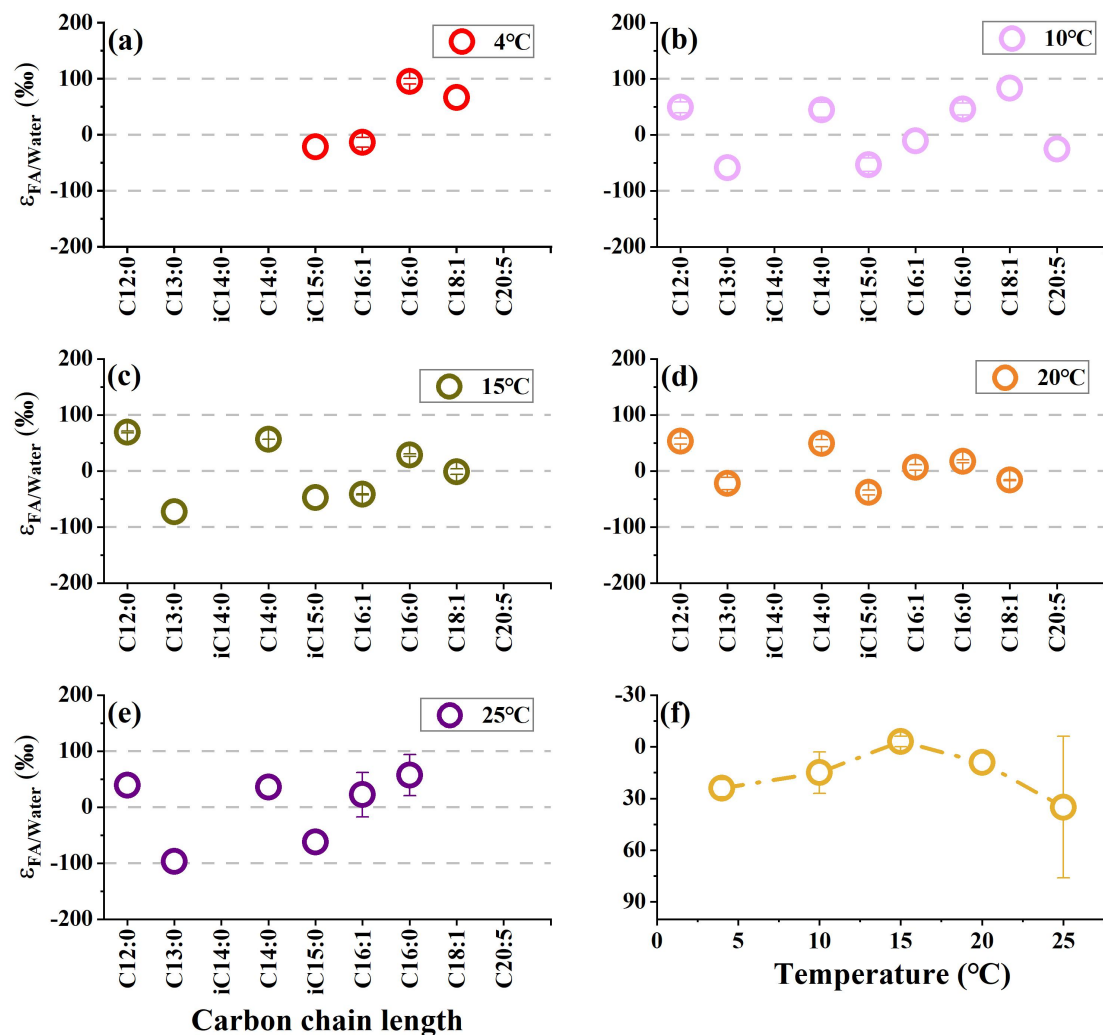 (a)
4°C
ε_FA/Water (‰)
200
100
0
-100
-200
C12:0
C13:0
iC14:0
C14:0
iC15:0
C16:1
C16:0
C18:1
C20:5
(b)
10°C
200
100
0
-100
-200
C12:0
C13:0
iC14:0
C14:0
iC15:0
C16:1
C16:0
C18:1
C20:5
(c)
15°C
ε_FA/Water (‰)
200
100
0
-100
-200
C12:0
C13:0
iC14:0
C14:0
iC15:0
C16:1
C16:0
C18:1
C20:5
(d)
20°C
200
100
0
-100
-200
C12:0
C13:0
iC14:0
C14:0
iC15:0
C16:1
C16:0
C18:1
C20:5
(e)
25°C
ε_FA/Water (‰)
200
100
0
-100
-200
C12:0
C13:0
iC14:0
C14:0
iC15:0
C16:1
C16:0
C18:1
C20:5
Carbon chain length
(f)
-30
0
30
60
90
0
5
10
15
20
25
Temperature (°C)